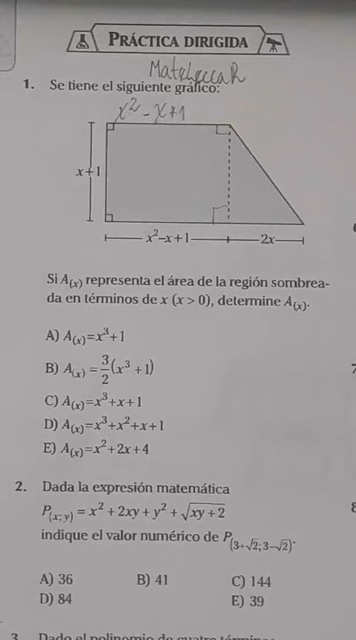 PRÁCTICA DIRIGIDA
1. Se tiene el siguiente gráfico:
x²-x+1
x+1
x²-x+1
2x
Si A(x) representa el área de la región sombrea-
da en términos de x (x > 0), determine A(x).
A) A(x)=x³+1
B) A(x)=3/2(x³+1)
C) A(x)=x³+x+1
D) A(x)=x³+x²+x+1
E) A(x)=x²+2x+4
2. Dada la expresión matemática
P(x; y) = x² + 2xy + y² + √(xy+2)
indique el valor numérico de P(3+√2; 3-√2).
A) 36 B) 41 C) 144
D) 84 E) 39